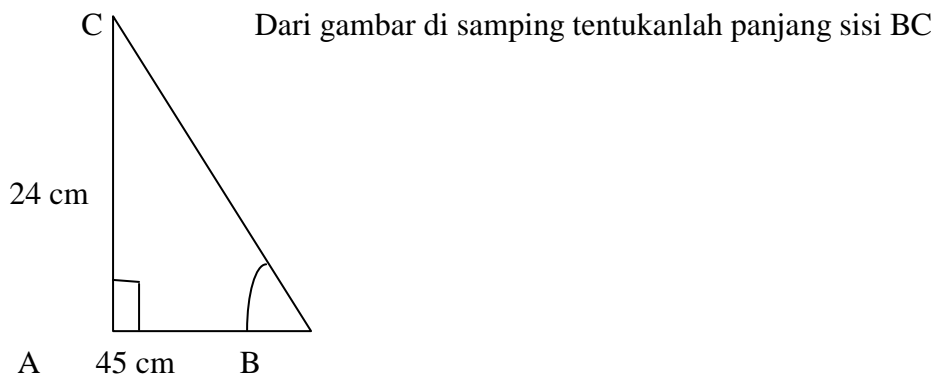 C Dari gambar di samping tentukanlah panjang sisi BC
24 cm
A 45 cm B